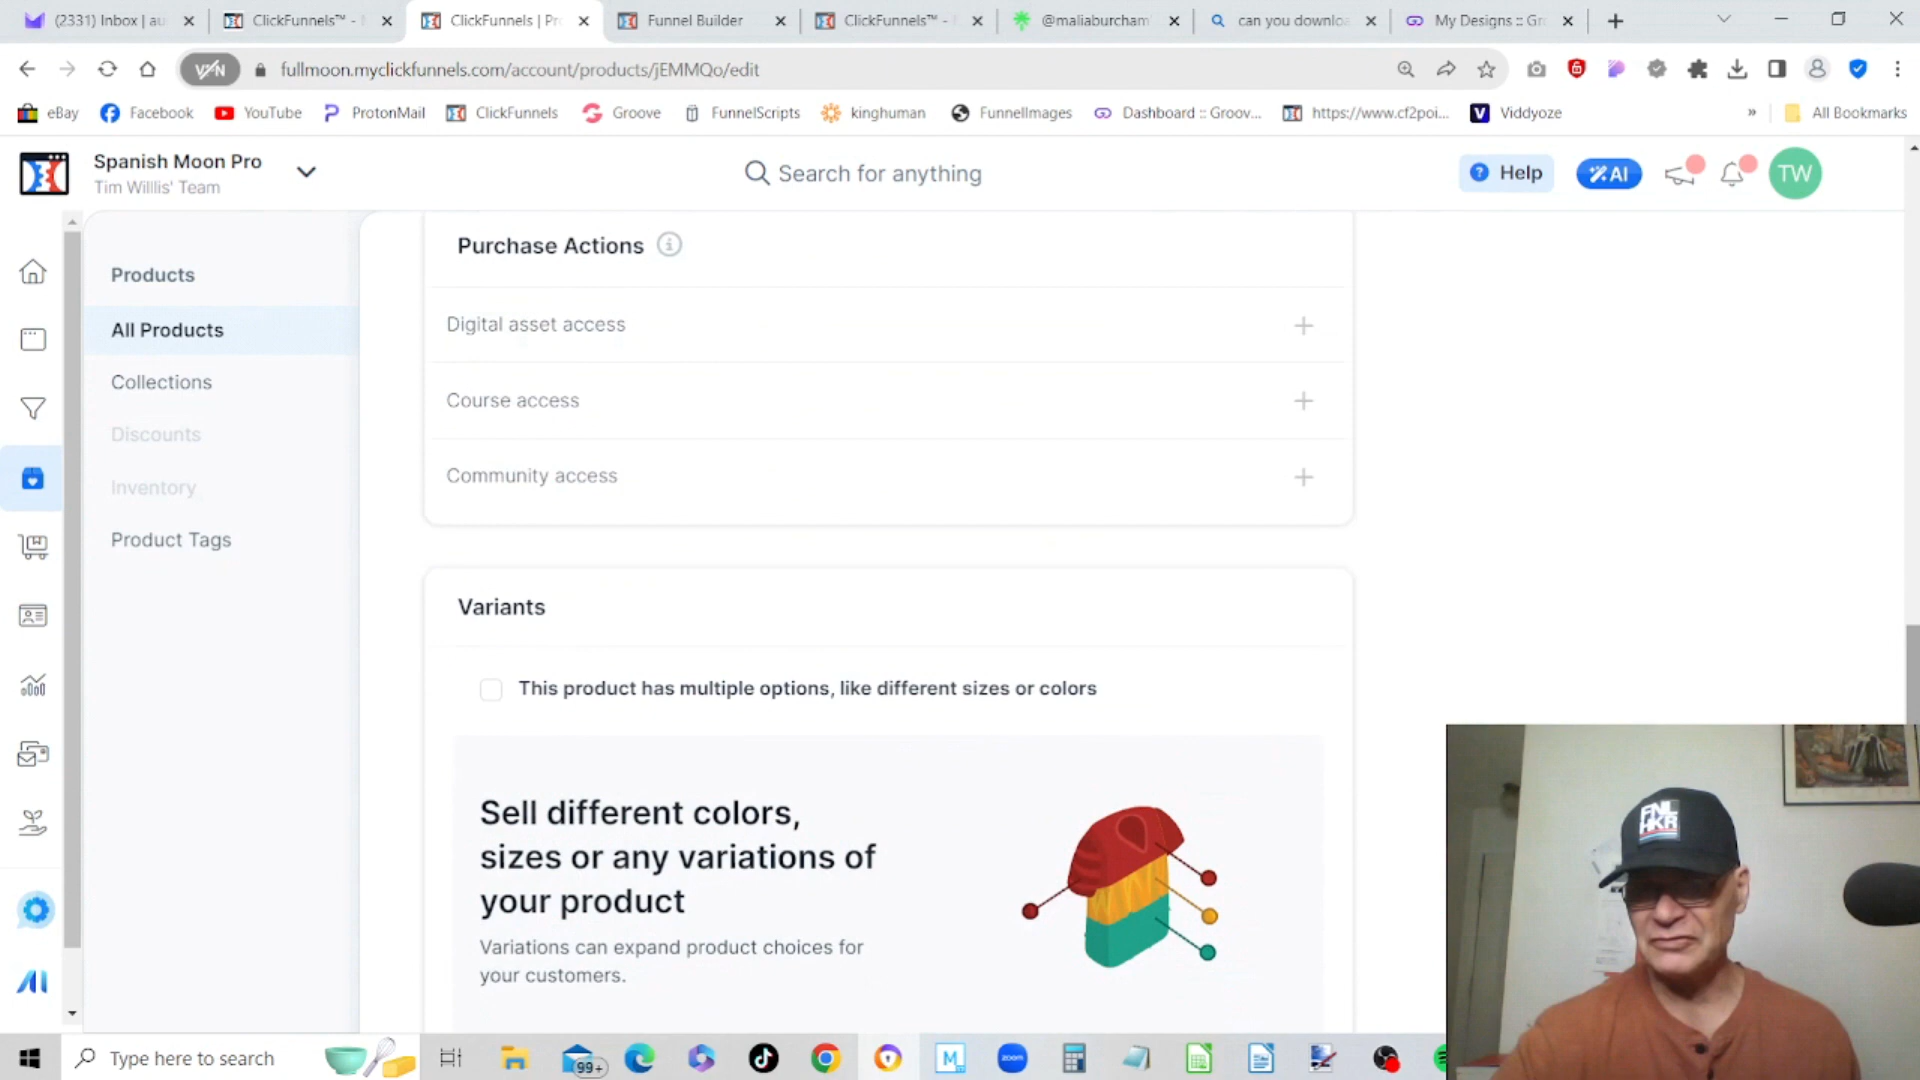 (2331) Inbox | au
ClickFunnels™ -
ClickFunnels | Pr
Funnel Builder
ClickFunnels™ -
@maliaburcham
can you downlo
My Designs :: Gr
VPN
fullmoon.myclickfunnels.com/account/products/jEMMQo/edit
eBay
Facebook
YouTube
ProtonMail
ClickFunnels
Groove
FunnelScripts
kinghuman
FunnelImages
Dashboard :: Groov...
https://www.cf2poi...
Viddyoze
»
All Bookmarks
Spanish Moon Pro
Tim Willlis' Team
Search for anything
Help
AI
TW
Products
All Products
Collections
Discounts
Inventory
Product Tags
Purchase Actions
Digital asset access
Course access
Community access
Variants
This product has multiple options, like different sizes or colors
Sell different colors,
sizes or any variations of
your product
Variations can expand product choices for
your customers.
FNL
HKR
Type here to search
99+
M
zoom